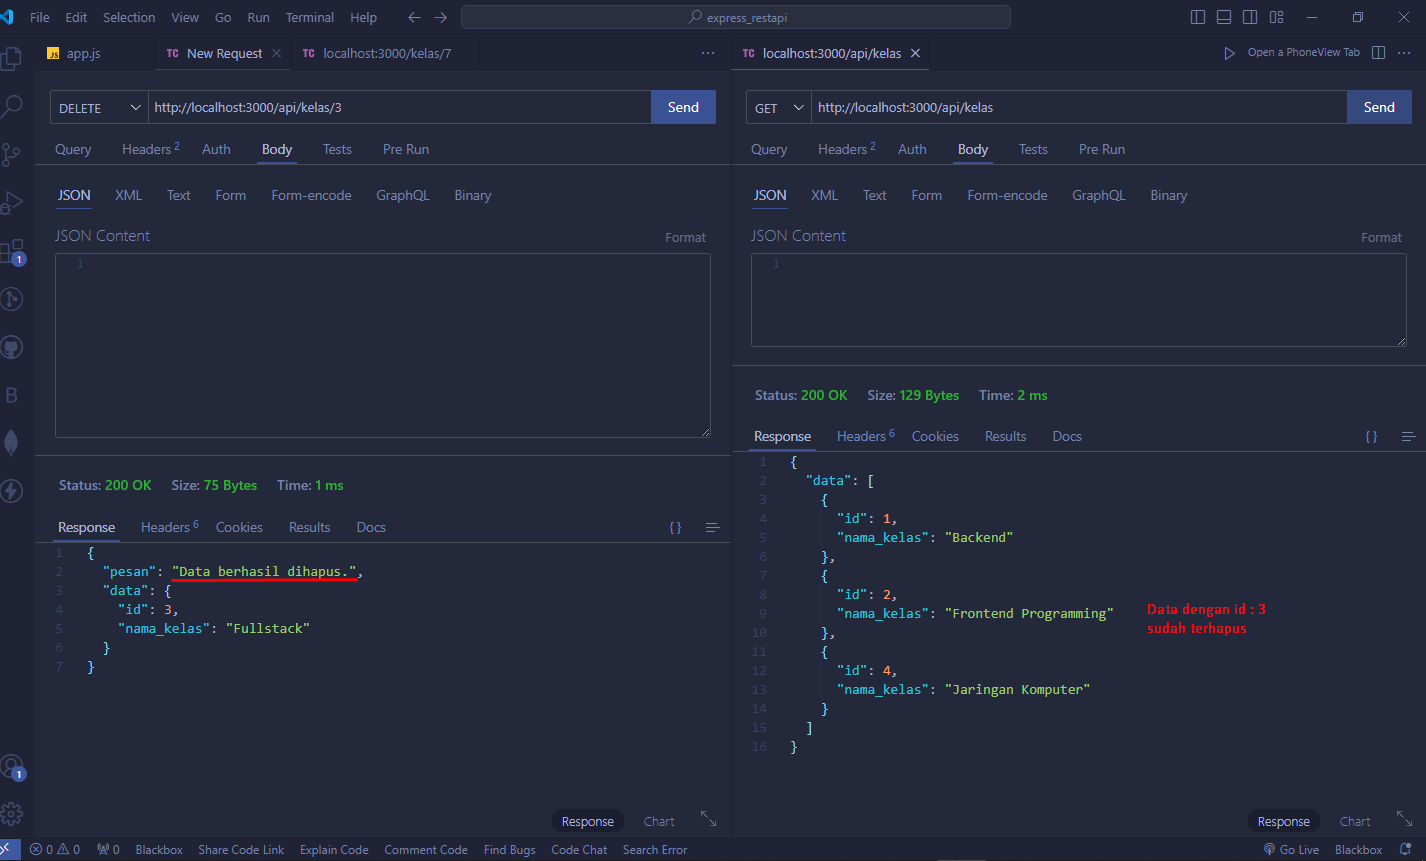 File Edit Selection View Go Run Terminal Help express_restapi
JS app.js TC New Request TC localhost:3000/kelas/7
TC localhost:3000/api/kelas Open a PhoneView Tab
DELETE http://localhost:3000/api/kelas/3 Send
Query Headers 2 Auth Body Tests Pre Run
JSON XML Text Form Form-encode GraphQL Binary
JSON Content Format
1
Status: 200 OK Size: 75 Bytes Time: 1 ms
Response Headers 6 Cookies Results Docs { }
1 {
2 "pesan": "Data berhasil dihapus.",
3 "data": {
4 "id": 3,
5 "nama_kelas": "Fullstack"
6 }
7 }
Response Chart
GET http://localhost:3000/api/kelas Send
Query Headers 2 Auth Body Tests Pre Run
JSON XML Text Form Form-encode GraphQL Binary
JSON Content Format
1
Status: 200 OK Size: 129 Bytes Time: 2 ms
Response Headers 6 Cookies Results Docs { }
1 {
2 "data": [
3 {
4 "id": 1,
5 "nama_kelas": "Backend"
6 },
7 {
8 "id": 2,
9 "nama_kelas": "Frontend Programming"
10 },
11 {
12 "id": 4,
13 "nama_kelas": "Jaringan Komputer"
14 }
15 ]
16 }
Data dengan id : 3
sudah terhapus
Response Chart
1
B
1
0 0 0 Blackbox Share Code Link Explain Code Comment Code Find Bugs Code Chat Search Error Go Live Blackbox